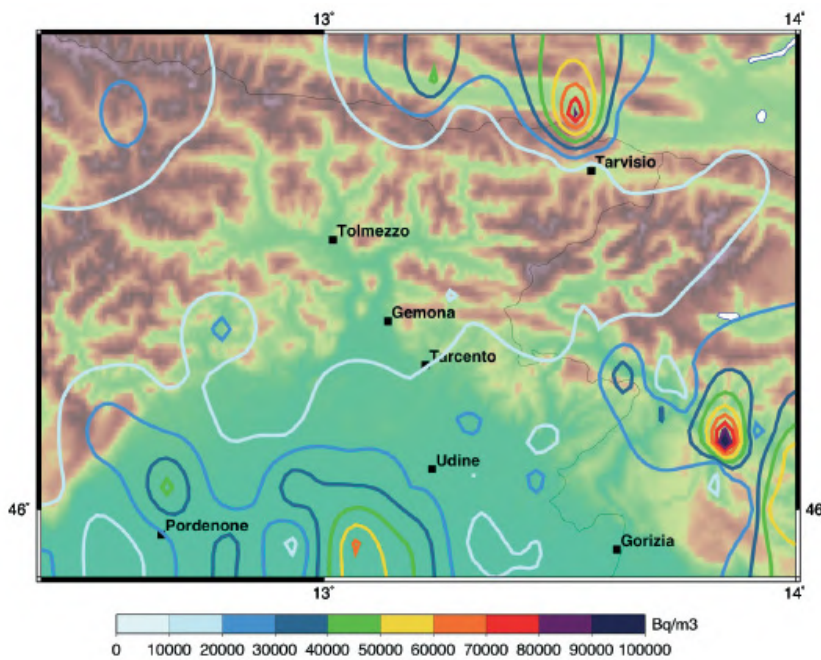 13° 14°
Tarvisio
Tolmezzo
Gemona
Tarcento
Udine
46° 46°
Pordenone
Gorizia
13° 14°
Bq/m3
0 10000 20000 30000 40000 50000 60000 70000 80000 90000 100000